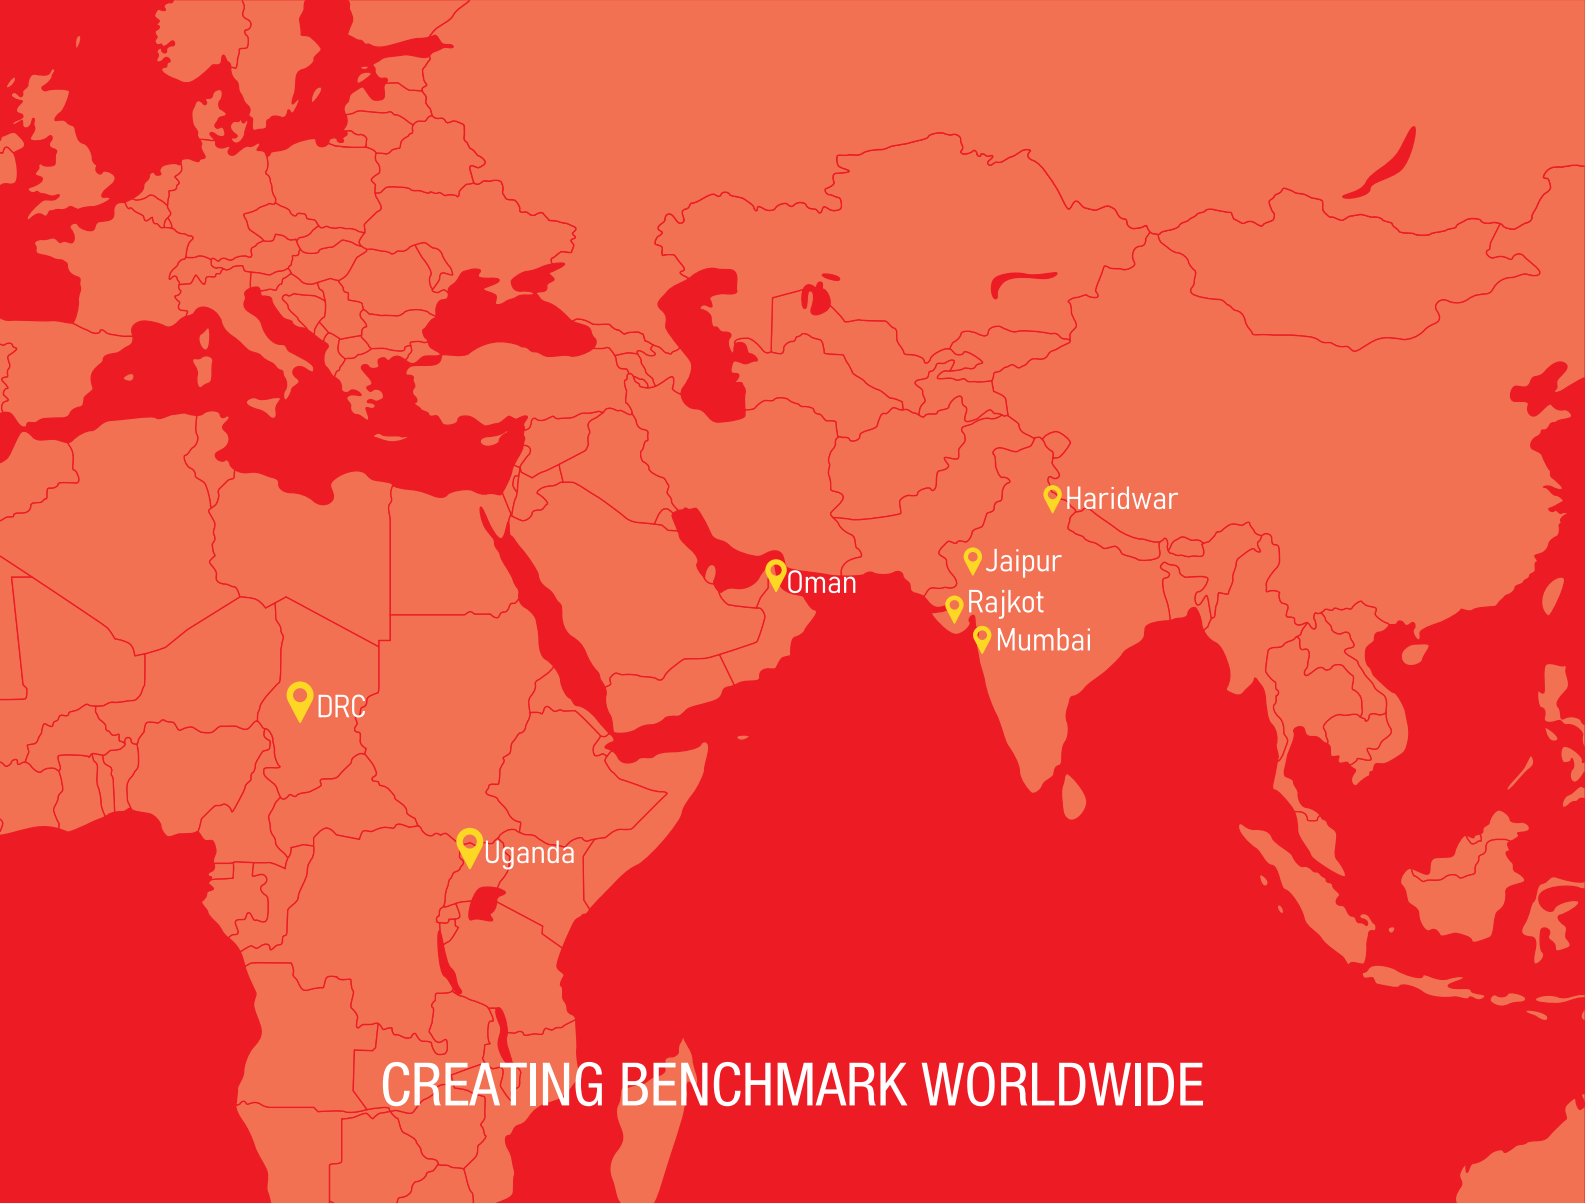 Haridwar
Jaipur
Oman
Rajkot
Mumbai
DRC
Uganda
CREATING BENCHMARK WORLDWIDE